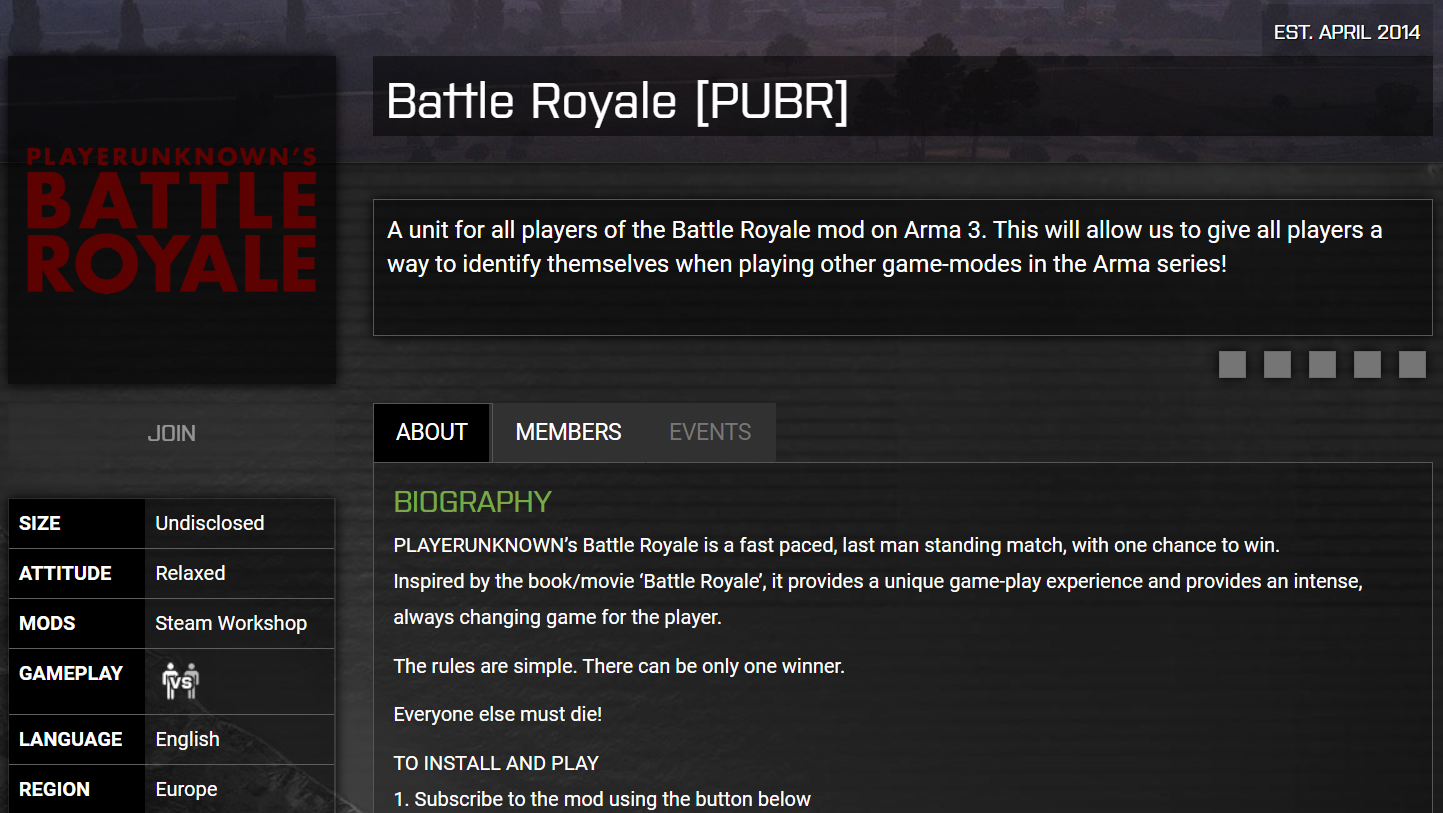 EST. APRIL 2014
Battle Royale [PUBR]
PLAYERUNKNOWN'S
BATTLE
ROYALE
A unit for all players of the Battle Royale mod on Arma 3. This will allow us to give all players a
way to identify themselves when playing other game-modes in the Arma series!
JOIN
SIZE Undisclosed
ATTITUDE Relaxed
MODS Steam Workshop
GAMEPLAY VS
LANGUAGE English
REGION Europe
ABOUT MEMBERS EVENTS
BIOGRAPHY
PLAYERUNKNOWN’s Battle Royale is a fast paced, last man standing match, with one chance to win.
Inspired by the book/movie ‘Battle Royale’, it provides a unique game-play experience and provides an intense,
always changing game for the player.
The rules are simple. There can be only one winner.
Everyone else must die!
TO INSTALL AND PLAY
1. Subscribe to the mod using the button below